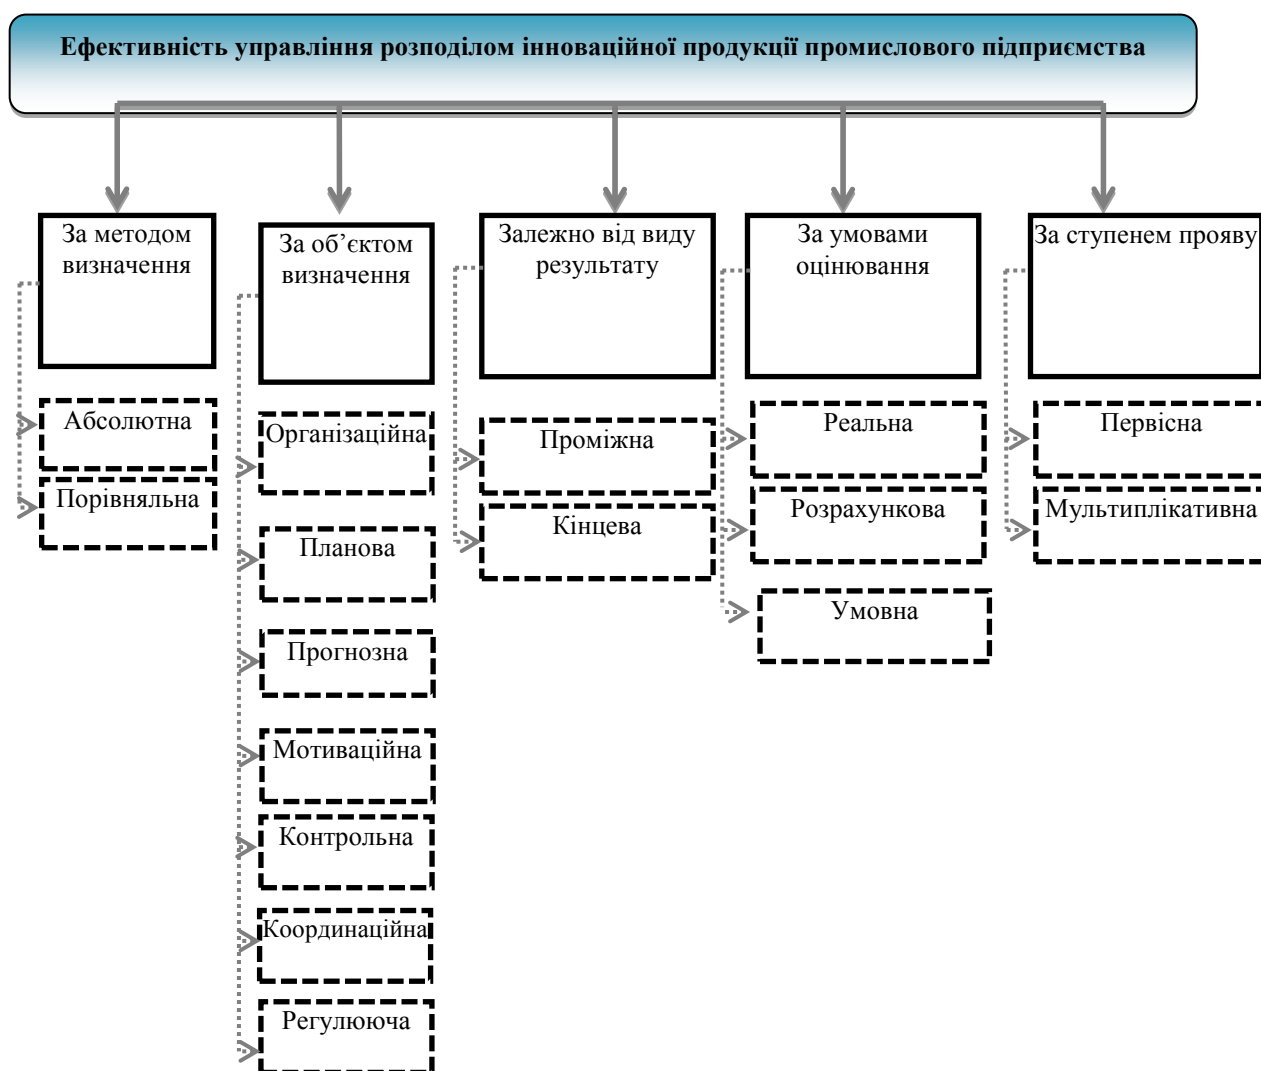 Ефективність управління розподілом інноваційної продукції промислового підприємства
За методом
визначення
Абсолютна
Порівняльна
За об’єктом
визначення
Організаційна
Планова
Прогнозна
Мотиваційна
Контрольна
Координаційна
Регулююча
Залежно від виду
результату
Проміжна
Кінцева
За умовами
оцінювання
Реальна
Розрахункова
Умовна
За ступенем прояву
Первісна
Мультиплікативна